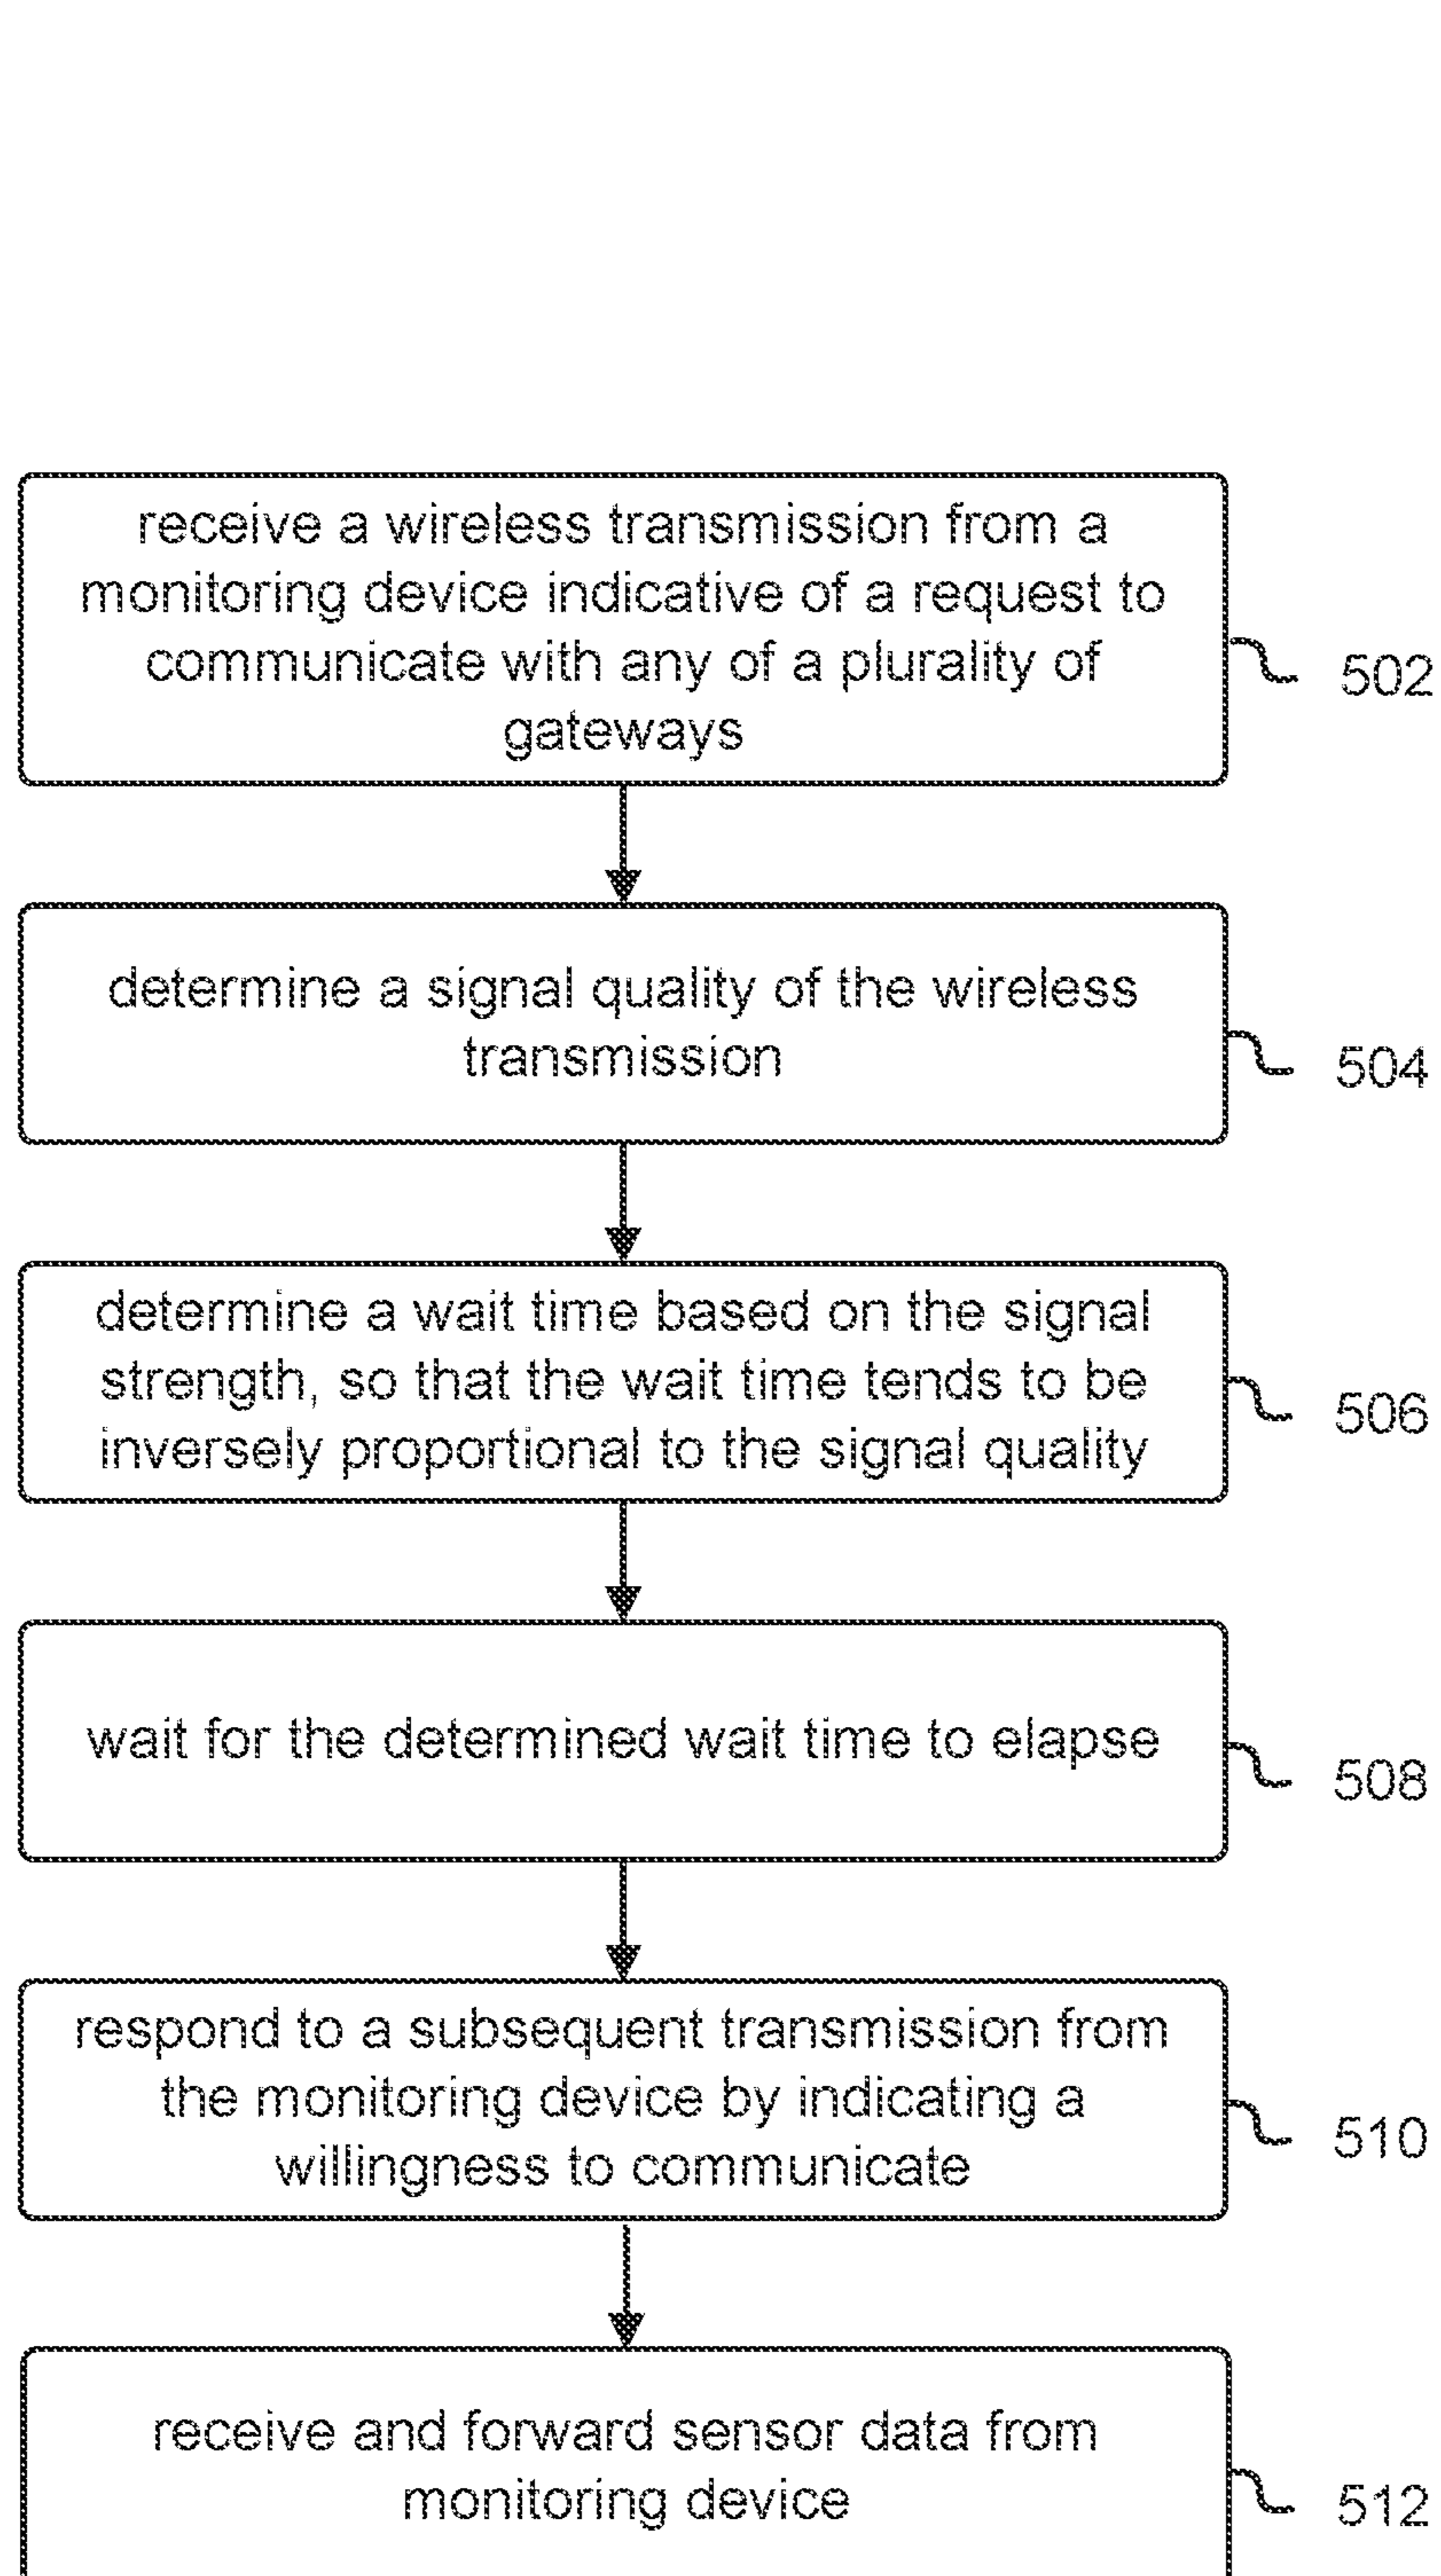 receive a wireless transmission from a
monitoring device indicative of a request to
communicate with any of a plurality of
gateways
502
determine a signal quality of the wireless
transmission
504
determine a wait time based on the signal
strength, so that the wait time tends to be
inversely proportional to the signal quality
506
wait for the determined wait time to elapse
508
respond to a subsequent transmission from
the monitoring device by indicating a
willingness to communicate
510
receive and forward sensor data from
monitoring device
512